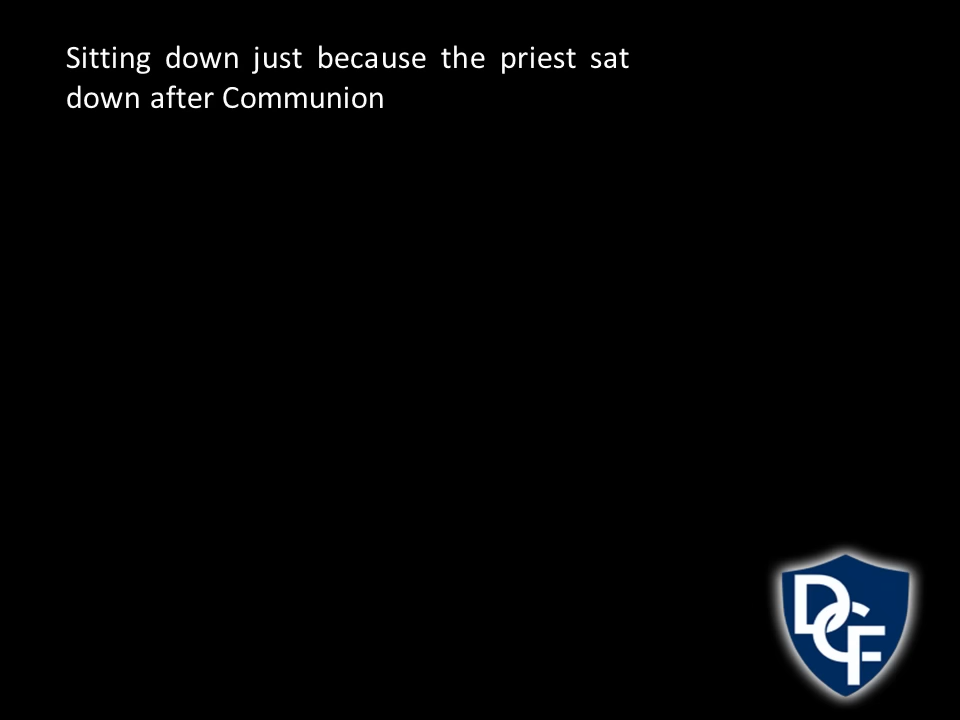 Sitting down just because the priest sat
down after Communion
DCF